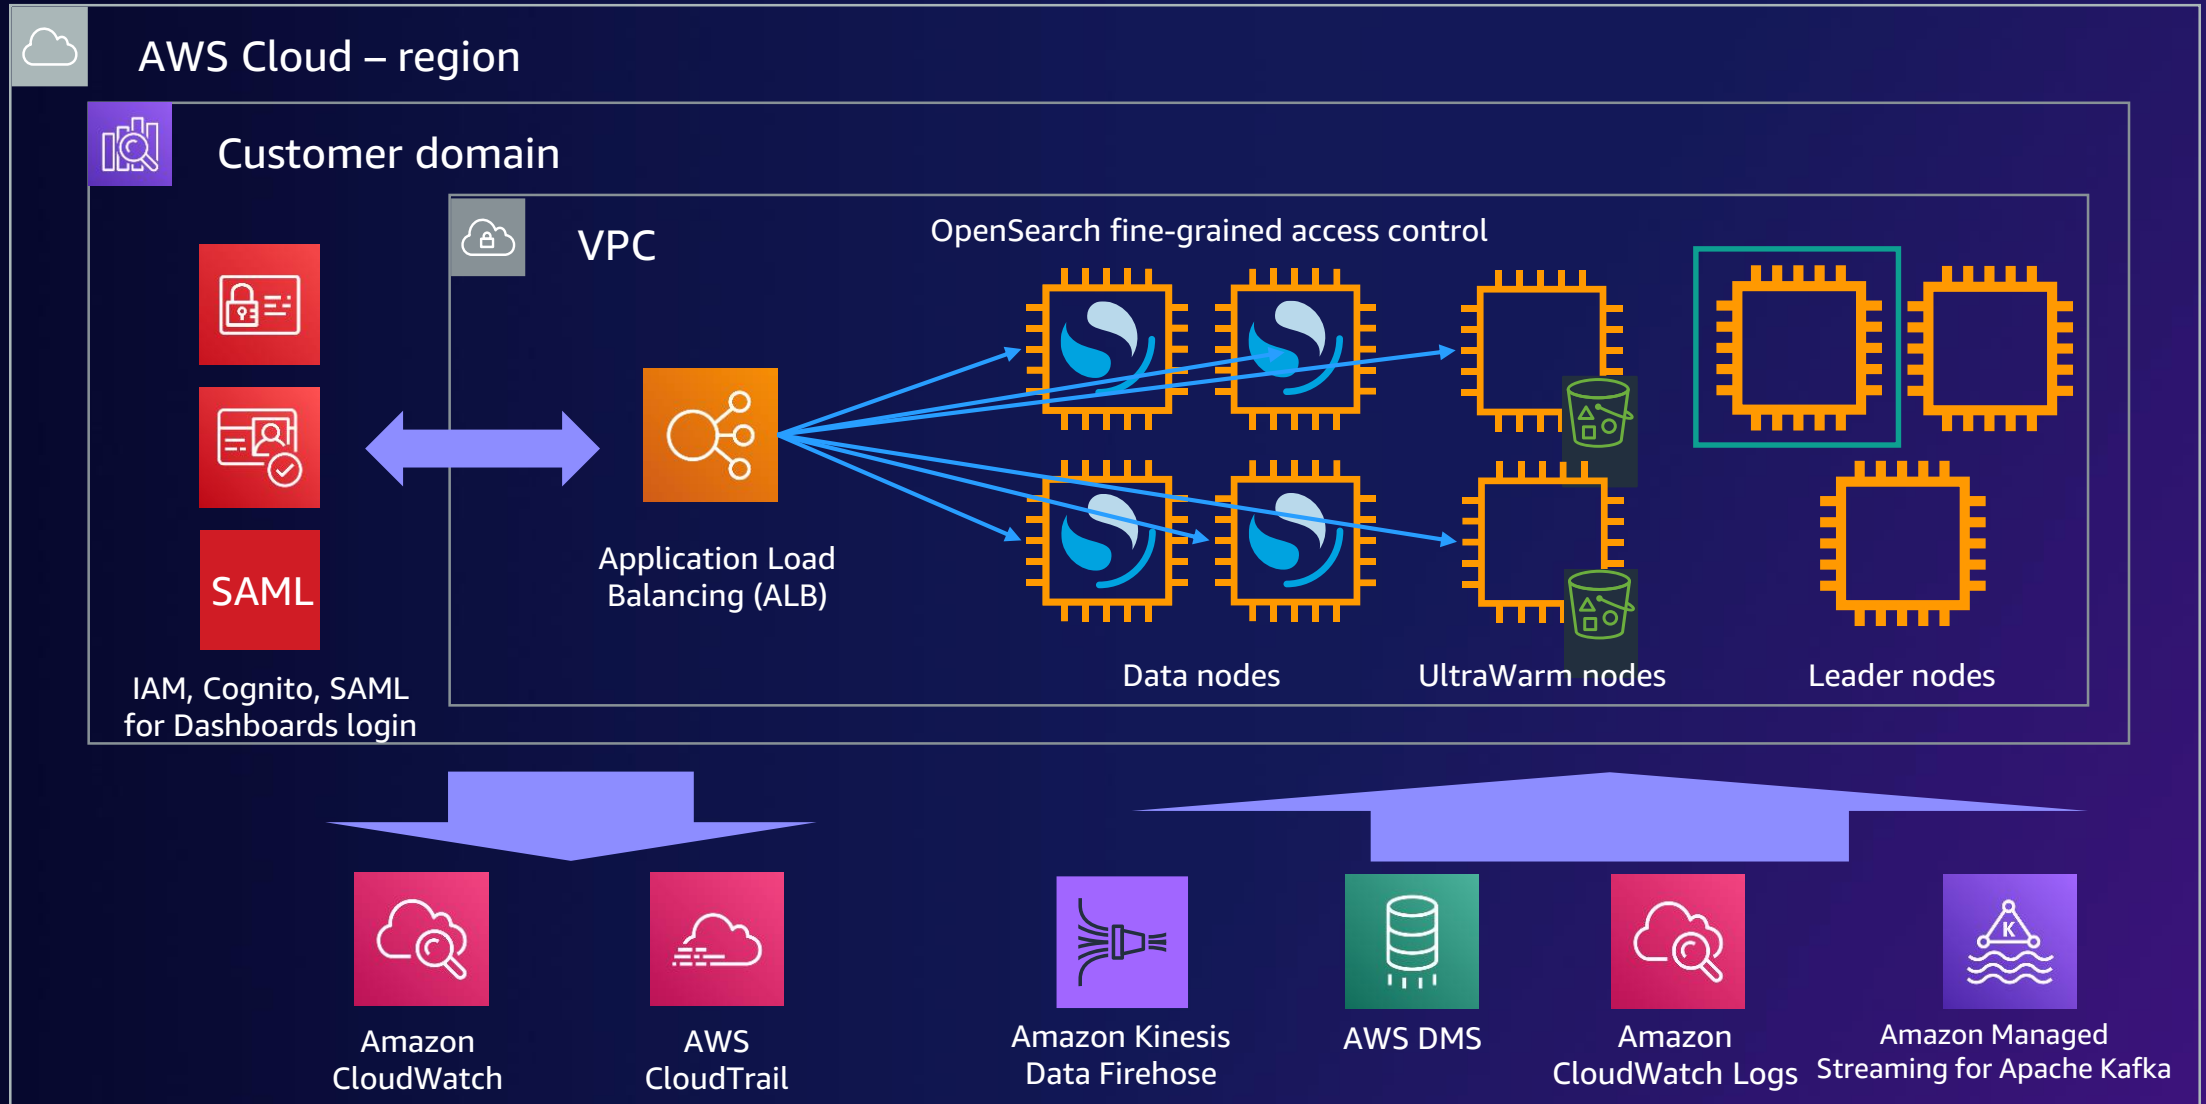 AWS Cloud – region
Customer domain
VPC
OpenSearch fine-grained access control
SAML
IAM, Cognito, SAML
for Dashboards login
Application Load
Balancing (ALB)
Data nodes
UltraWarm nodes
Leader nodes
Amazon
CloudWatch
AWS
CloudTrail
Amazon Kinesis
Data Firehose
AWS DMS
Amazon
CloudWatch Logs
K
Amazon Managed
Streaming for Apache Kafka